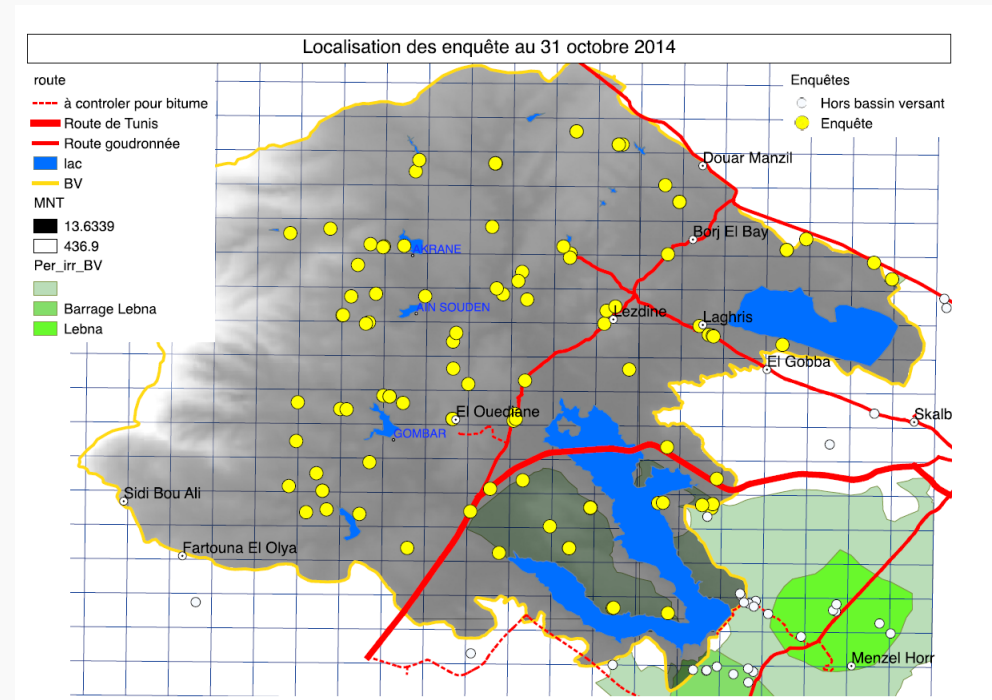 Localisation des enquête au 31 octobre 2014
route
à controler pour bitume
Route de Tunis
Route goudronnée
lac
BV
MNT
13.6339
436.9
Per_irr_BV
Barrage Lebna
Lebna
Enquêtes
Hors bassin versant
Enquête
Douar Manzil
Borj El Bay
AKRANE
AIN SOUDEN
Lezdine
Laghris
El Gobba
El Ouediane
Skalb
GOMBAR
Sidi Bou Ali
Fartouna El Olya
Menzel Horr